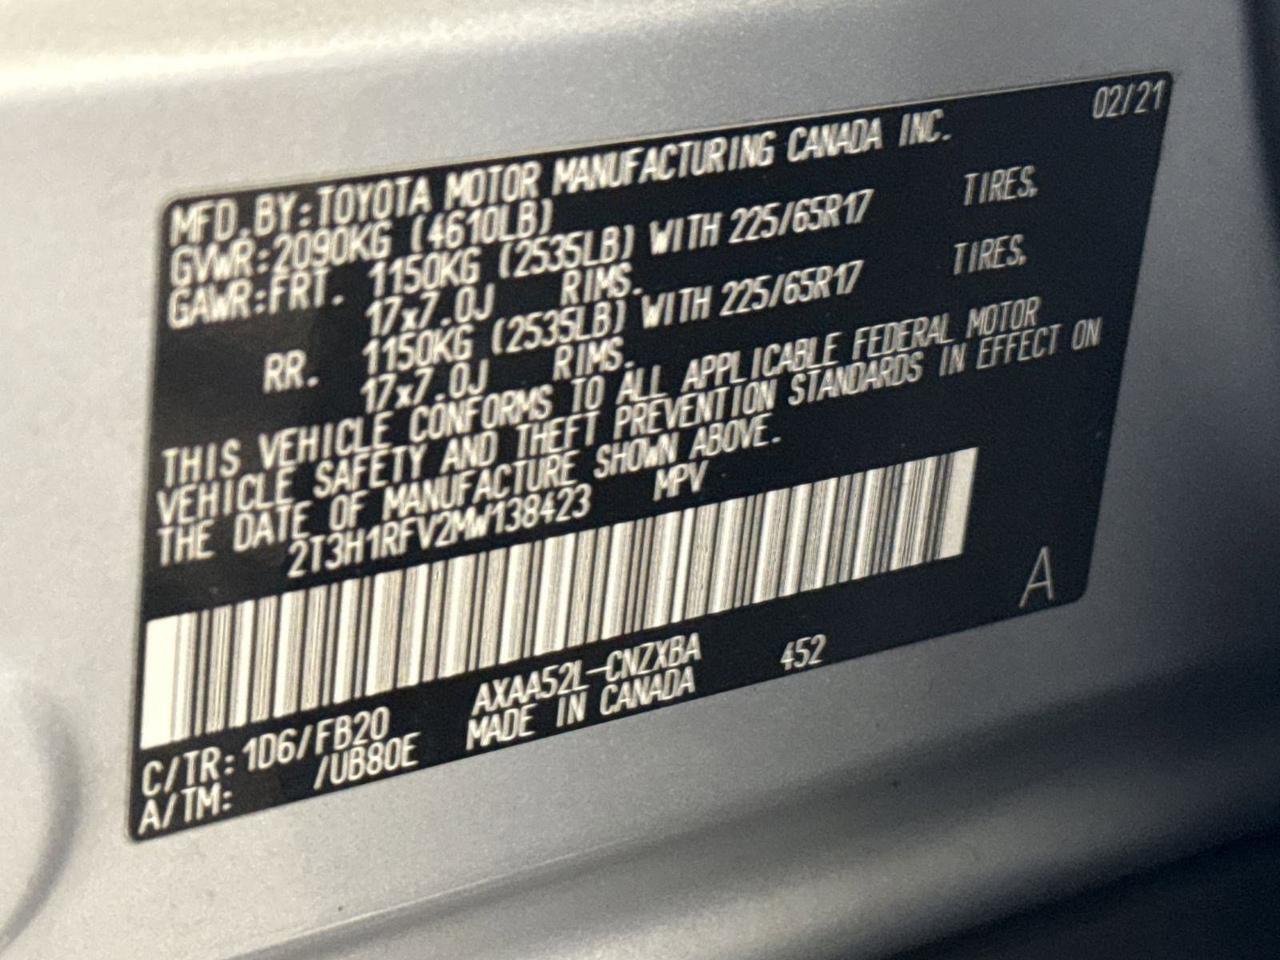 02/21
MFD.BY:TOYOTA MOTOR MANUFACTURING CANADA INC.
GVWR:2090KG (4610LB)
GAWR:FRT. 1150KG (2535LB) WITH 225/65R17 TIRES,
17x7.0J RIMS.
RR. 1150KG (2535LB) WITH 225/65R17 TIRES,
17x7.0J RIMS.
THIS VEHICLE CONFORMS TO ALL APPLICABLE FEDERAL MOTOR
VEHICLE SAFETY AND THEFT PREVENTION STANDARDS IN EFFECT ON
THE DATE OF MANUFACTURE SHOWN ABOVE.
2T3H1RFV2MW138423 MPV
A
AXAA52L-CNZXBA 452
C/TR:1D6/FB20 MADE IN CANADA
A/TM: /UB80E